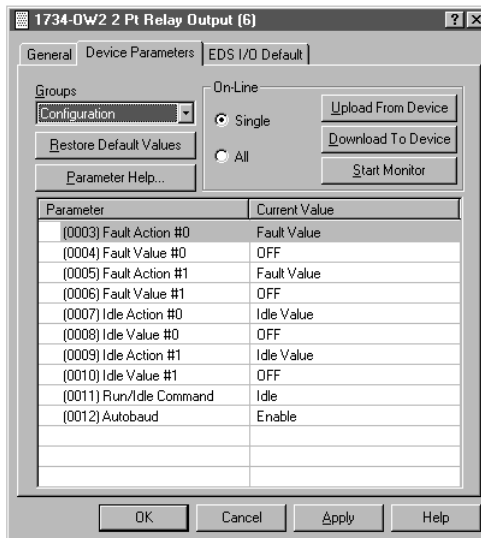 1734-OW2 2 Pt Relay Output (6)
General Device Parameters EDS I/O Default
Groups
Configuration
Restore Default Values
Parameter Help...
On-Line
Single
All
Upload From Device
Download To Device
Start Monitor
Parameter Current Value
(0003) Fault Action #0 Fault Value
(0004) Fault Value #0 OFF
(0005) Fault Action #1 Fault Value
(0006) Fault Value #1 OFF
(0007) Idle Action #0 Idle Value
(0008) Idle Value #0 OFF
(0009) Idle Action #1 Idle Value
(0010) Idle Value #1 OFF
(0011) Run/Idle Command Idle
(0012) Autobaud Enable
OK Cancel Apply Help